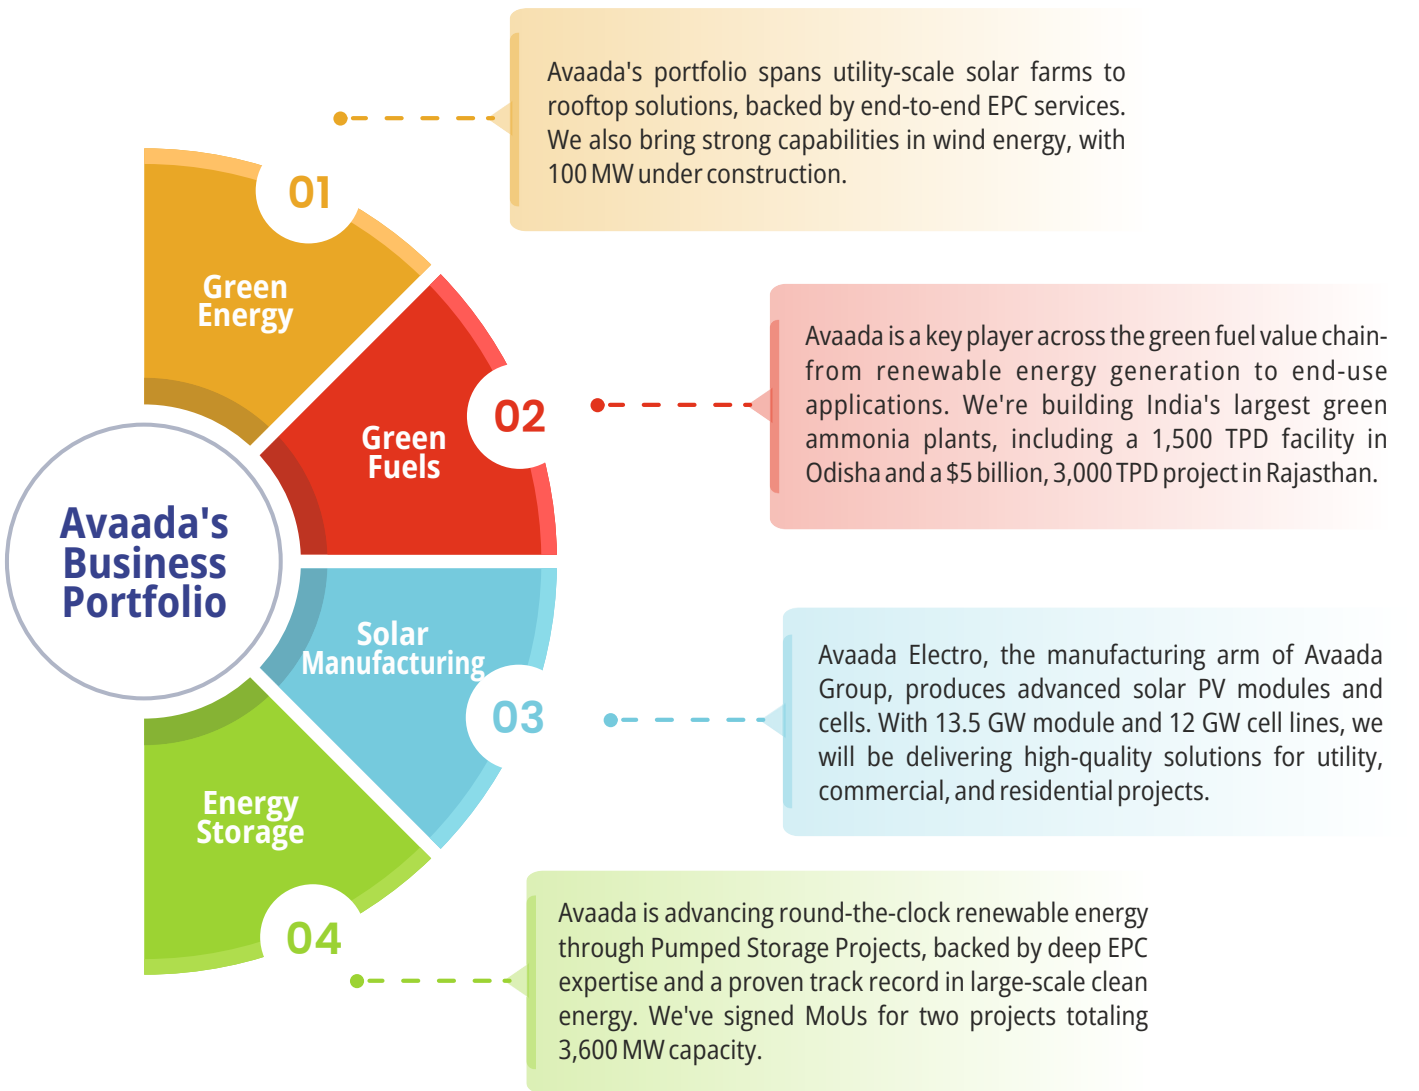 Avaada's
Business
Portfolio
01
Green
Energy
Avaada's portfolio spans utility-scale solar farms to
rooftop solutions, backed by end-to-end EPC services.
We also bring strong capabilities in wind energy, with
100 MW under construction.
02
Green
Fuels
Avaada is a key player across the green fuel value chain-
from renewable energy generation to end-use
applications. We're building India's largest green
ammonia plants, including a 1,500 TPD facility in
Odisha and a $5 billion, 3,000 TPD project in Rajasthan.
03
Solar
Manufacturing
Avaada Electro, the manufacturing arm of Avaada
Group, produces advanced solar PV modules and
cells. With 13.5 GW module and 12 GW cell lines, we
will be delivering high-quality solutions for utility,
commercial, and residential projects.
04
Energy
Storage
Avaada is advancing round-the-clock renewable energy
through Pumped Storage Projects, backed by deep EPC
expertise and a proven track record in large-scale clean
energy. We've signed MoUs for two projects totaling
3,600 MW capacity.